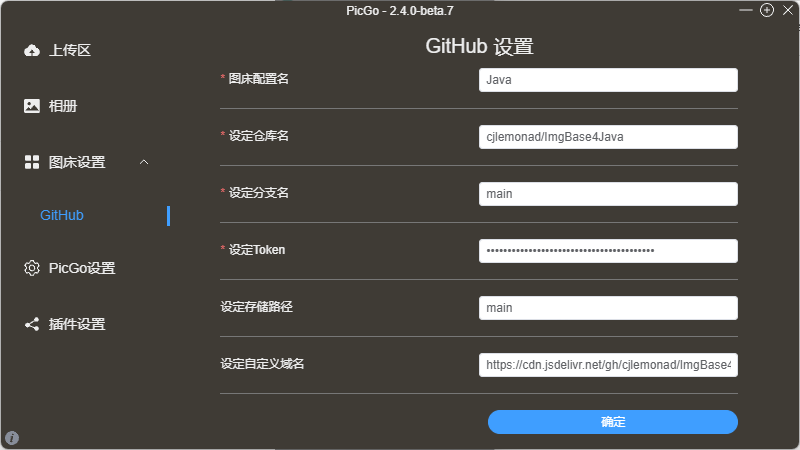 PicGo - 2.4.0-beta.7
上传区
相册
图床设置
GitHub
PicGo设置
插件设置
GitHub 设置
* 图床配置名
Java
* 设定仓库名
cjlemonad/ImgBase4Java
* 设定分支名
main
* 设定Token
••••••••••••••••••••••••••••••••••••••••
设定存储路径
main
设定自定义域名
https://cdn.jsdelivr.net/gh/cjlemonad/ImgBase4
确定